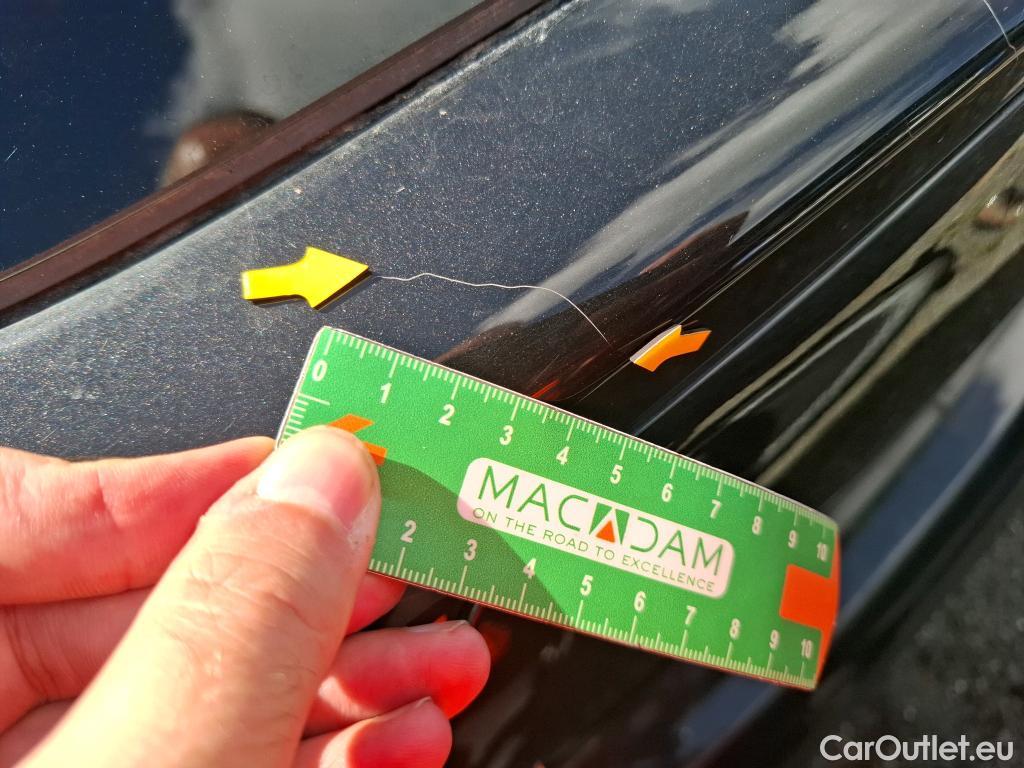 0 1 2 3 4 5 6 7 8 9 10
MACADAM
ON THE ROAD TO EXCELLENCE
2 3 4 5 6 7 8 9 10
CarOutlet.eu